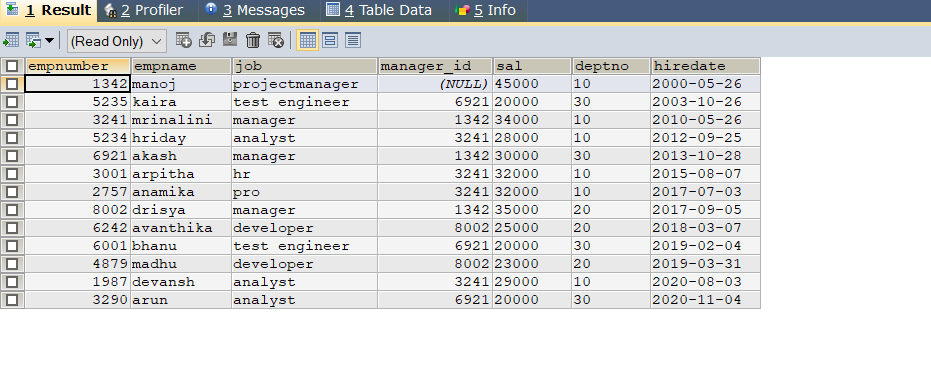 1 Result 2 Profiler 3 Messages 4 Table Data 5 Info
(Read Only)
empnumber empname job manager_id sal deptno hiredate
1342 manoj projectmanager (NULL) 45000 10 2000-05-26
5235 kaira test engineer 6921 20000 30 2003-10-26
3241 mrinalini manager 1342 34000 10 2010-05-26
5234 hriday analyst 3241 28000 10 2012-09-25
6921 akash manager 1342 30000 30 2013-10-28
3001 arpitha hr 3241 32000 10 2015-08-07
2757 anamika pro 3241 32000 10 2017-07-03
8002 drisya manager 1342 35000 20 2017-09-05
6242 avanthika developer 8002 25000 20 2018-03-07
6001 bhanu test engineer 6921 20000 30 2019-02-04
4879 madhu developer 8002 23000 20 2019-03-31
1987 devansh analyst 3241 29000 10 2020-08-03
3290 arun analyst 6921 20000 30 2020-11-04